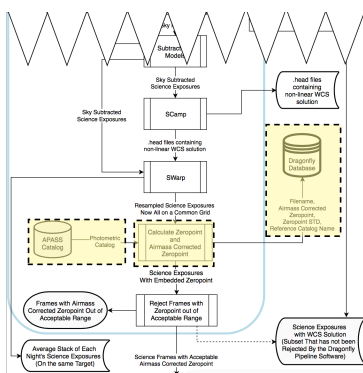 Sky
Subtract
Models
Sky Subtracted
Science Exposures
.head files
containing
non-linear WCS
solution
SCamp
.head files containing
non-linear WCS solution
Dragonfly
Database
SWarp
Filename,
Airmass Corrected
Zeropoint,
Zeropoint STD,
Reference Catalog Name
Resampled Science Exposures
Now All on a Common Grid
APASS
Catalog
Photometric
Catalog
Calculate Zeropoint
and
Airmass Corrected
Zeropoint
Science Exposures
With Embedded Zeropoint
Frames with Airmass
Corrected Zeropoint Out of
Acceptable Range
Reject Frames with
Zeropoint out of
Acceptable Range
Science Exposures
with WCS Solution
(Subset That has not been
Rejected By the Dragonfly
Pipeline Software)
Average Stack of Each
Night's Science Exposures
(On the same Target)
Science Frames with Acceptable
Airmass Corrected Zeropoint